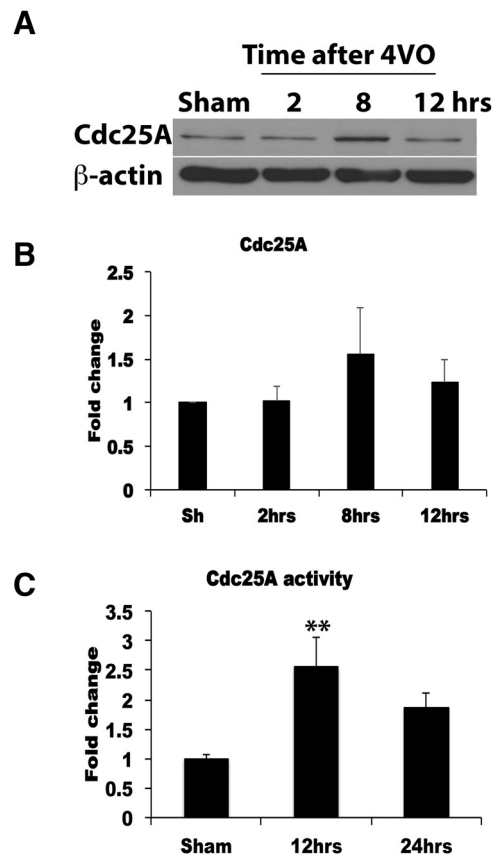 A
Time after 4VO
Sham 2 8 12 hrs
Cdc25A
β-actin
B
Cdc25A
Fold change
2.5
2
1.5
1
0.5
0
Sh 2hrs 8hrs 12hrs
C
Cdc25A activity
Fold change
3.5
3
2.5
2
1.5
1
0.5
0
**
Sham 12hrs 24hrs